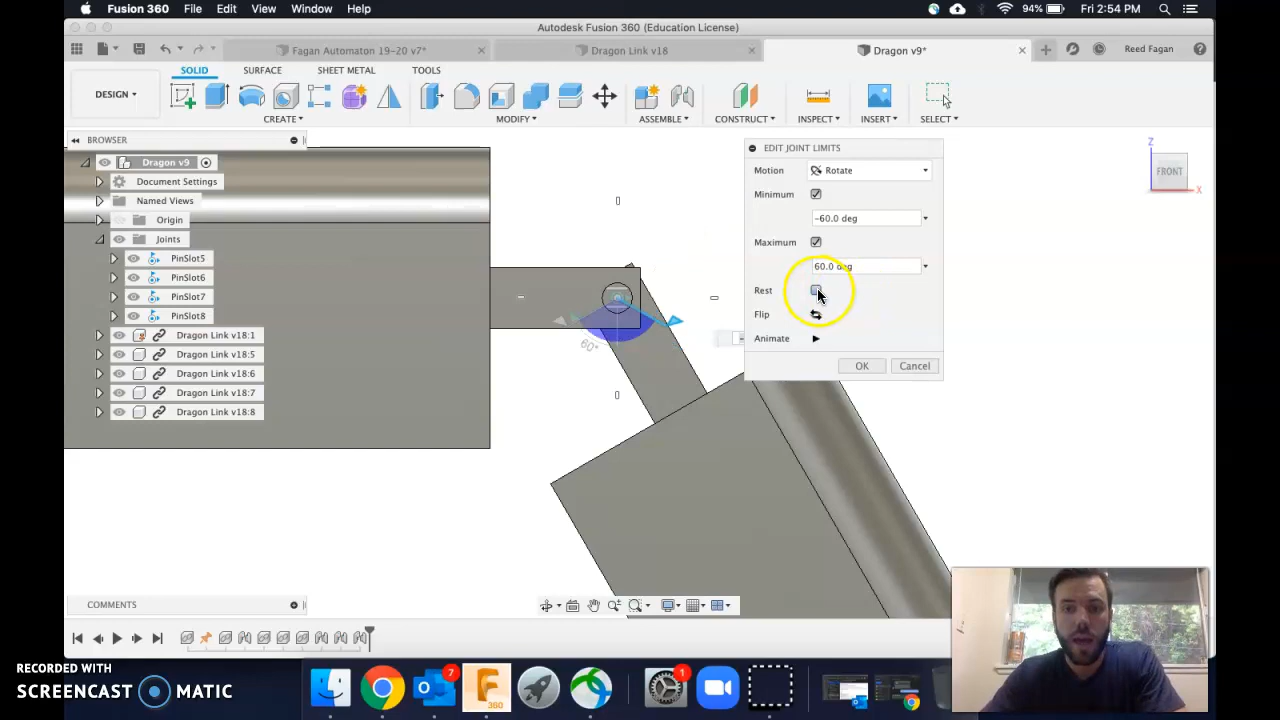 Fusion 360 File Edit View Window Help 94% Fri 2:54 PM
Autodesk Fusion 360 (Education License)
Fagan Automaton 19-20 v7* Dragon Link v18 Dragon v9* Reed Fagan
SOLID SURFACE SHEET METAL TOOLS
DESIGN
CREATE MODIFY ASSEMBLE CONSTRUCT INSPECT INSERT SELECT
BROWSER
Dragon v9
Document Settings
Named Views
Origin
Joints
PinSlot5
PinSlot6
PinSlot7
PinSlot8
Dragon Link v18:1
Dragon Link v18:5
Dragon Link v18:6
Dragon Link v18:7
Dragon Link v18:8
EDIT JOINT LIMITS
Motion Rotate
Minimum
-60.0 deg
Maximum
60.0 deg
Rest
Flip
Animate
OK Cancel
Z
FRONT
X
60°
COMMENTS
RECORDED WITH
SCREENCAST MATIC
7
F
360
1